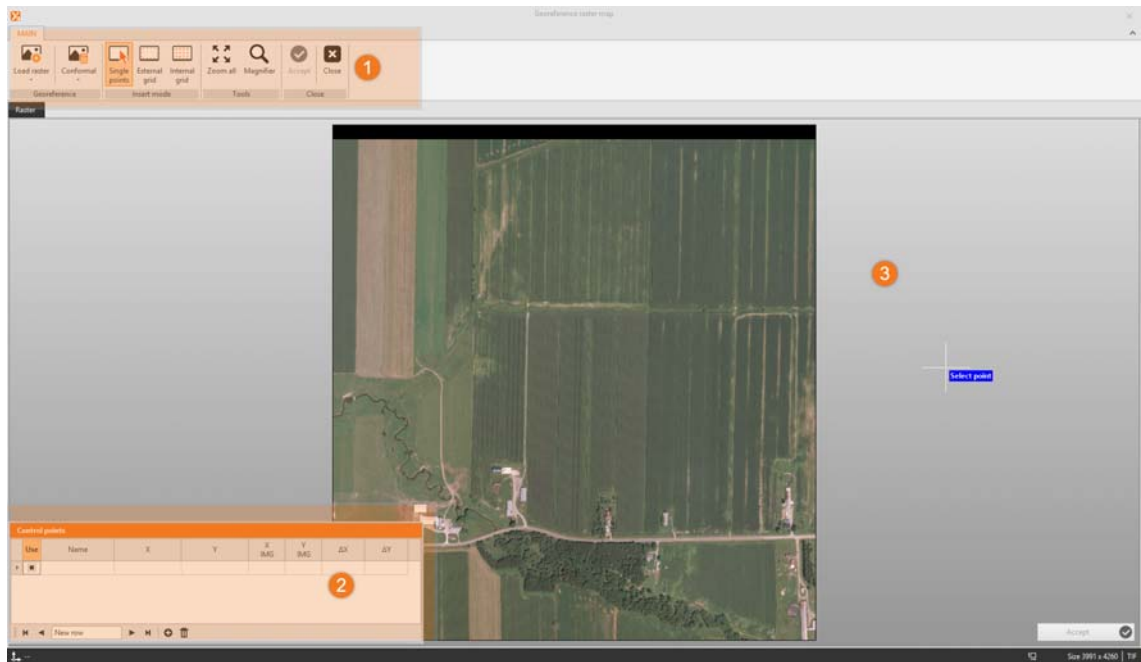 Georeference raster map
MAIN
Load raster
Conformal
Single points
External grid
Internal grid
Zoom all
Magnifier
Accept
Close
Georeference
Insert mode
Tools
Close
1
Raster
3
Select point
Control points
Use Name X Y X IMG Y IMG ΔX ΔY
2
New row
Accept
Size 3991 x 4260 TIF